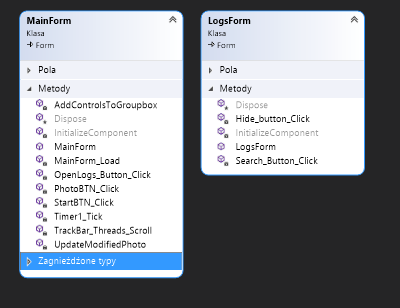 MainForm
Klasa
Form
Pola
Metody
AddControlsToGroupbox
Dispose
InitializeComponent
MainForm
MainForm_Load
OpenLogs_Button_Click
PhotoBTN_Click
StartBTN_Click
Timer1_Tick
TrackBar_Threads_Scroll
UpdateModifiedPhoto
Zagnieżdżone typy
LogsForm
Klasa
Form
Pola
Metody
Dispose
Hide_button_Click
InitializeComponent
LogsForm
Search_Button_Click